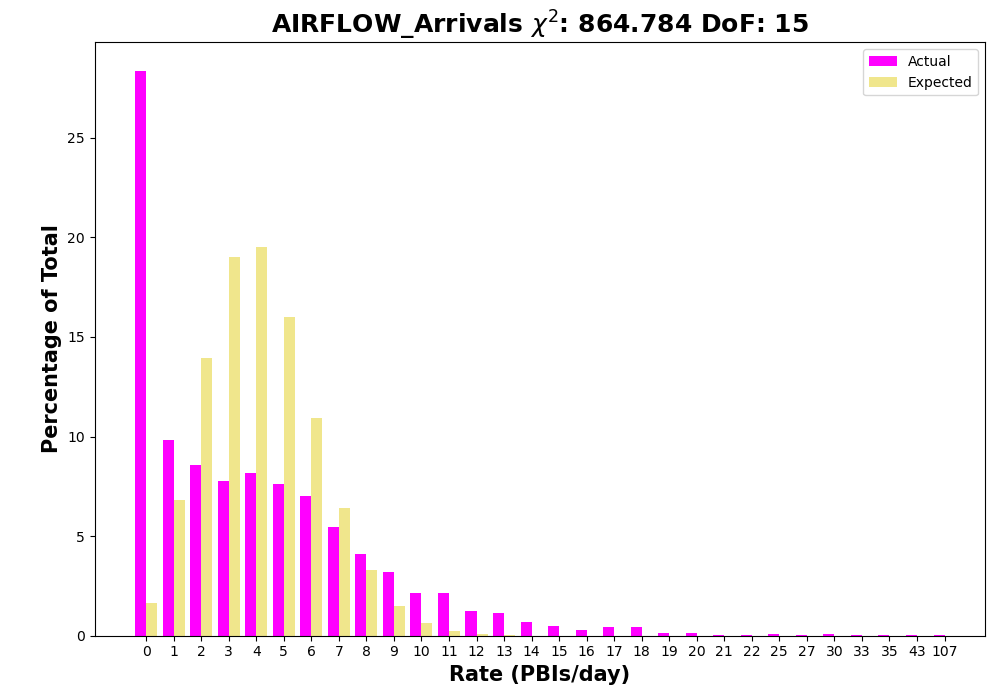 AIRFLOW_Arrivals χ²: 864.784 DoF: 15
Actual
Expected
Percentage of Total
25
20
15
10
5
0
0 1 2 3 4 5 6 7 8 9 10 11 12 13 14 15 16 17 18 19 20 21 22 25 27 30 33 35 43 107
Rate (PBIs/day)